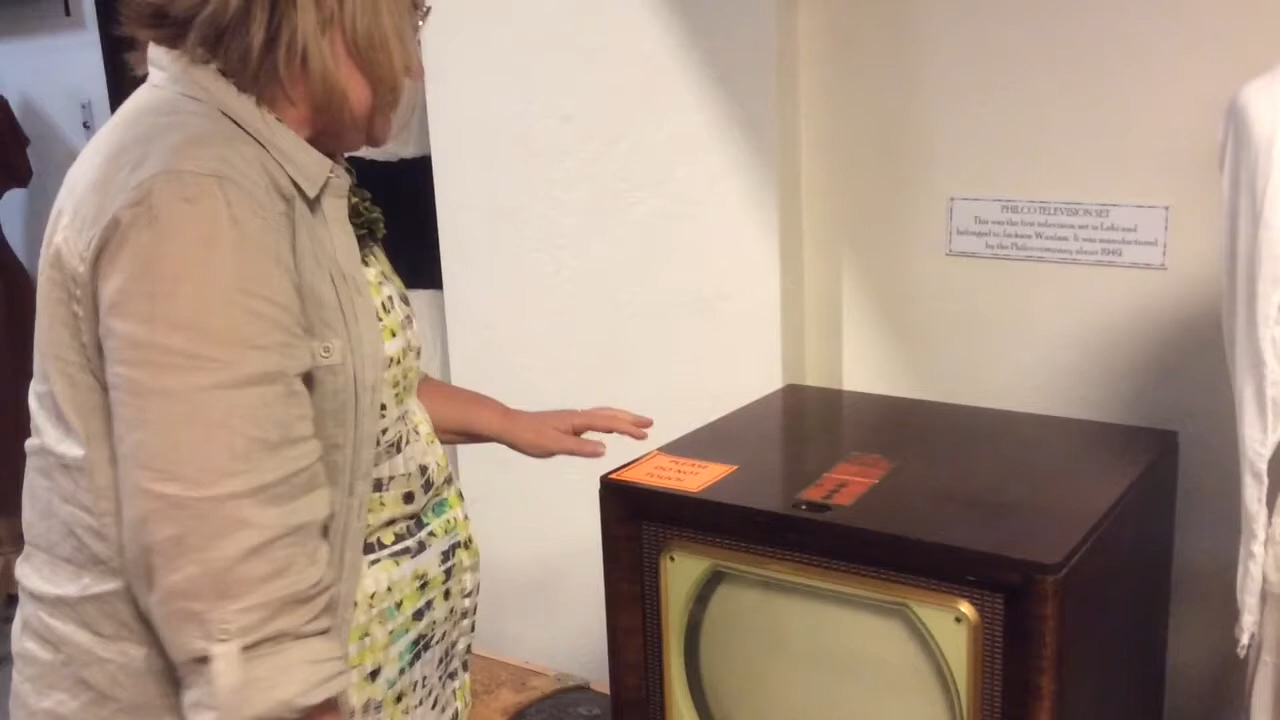 PHILCO TELEVISION SET
This was the first television set in Lehi and
belonged to Jackson Wanlass. It was manufactured
by the Philco company about 1949.
PLEASE
DO NOT
TOUCH